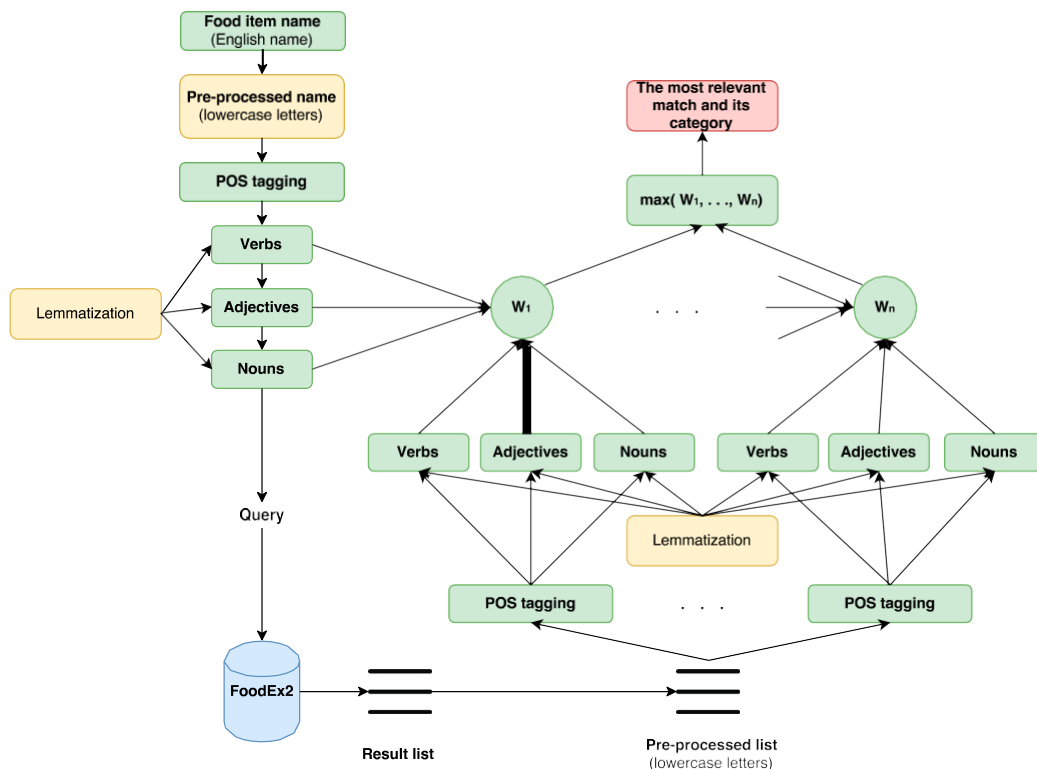 Food item name
(English name)
Pre-processed name
(lowercase letters)
POS tagging
Verbs
Lemmatization
Adjectives
Nouns
Query
FoodEx2
Result list
The most relevant
match and its
category
max( W1, . . ., Wn)
W1
. . .
Wn
Verbs
Adjectives
Nouns
Verbs
Adjectives
Nouns
Lemmatization
POS tagging
. . .
POS tagging
Pre-processed list
(lowercase letters)